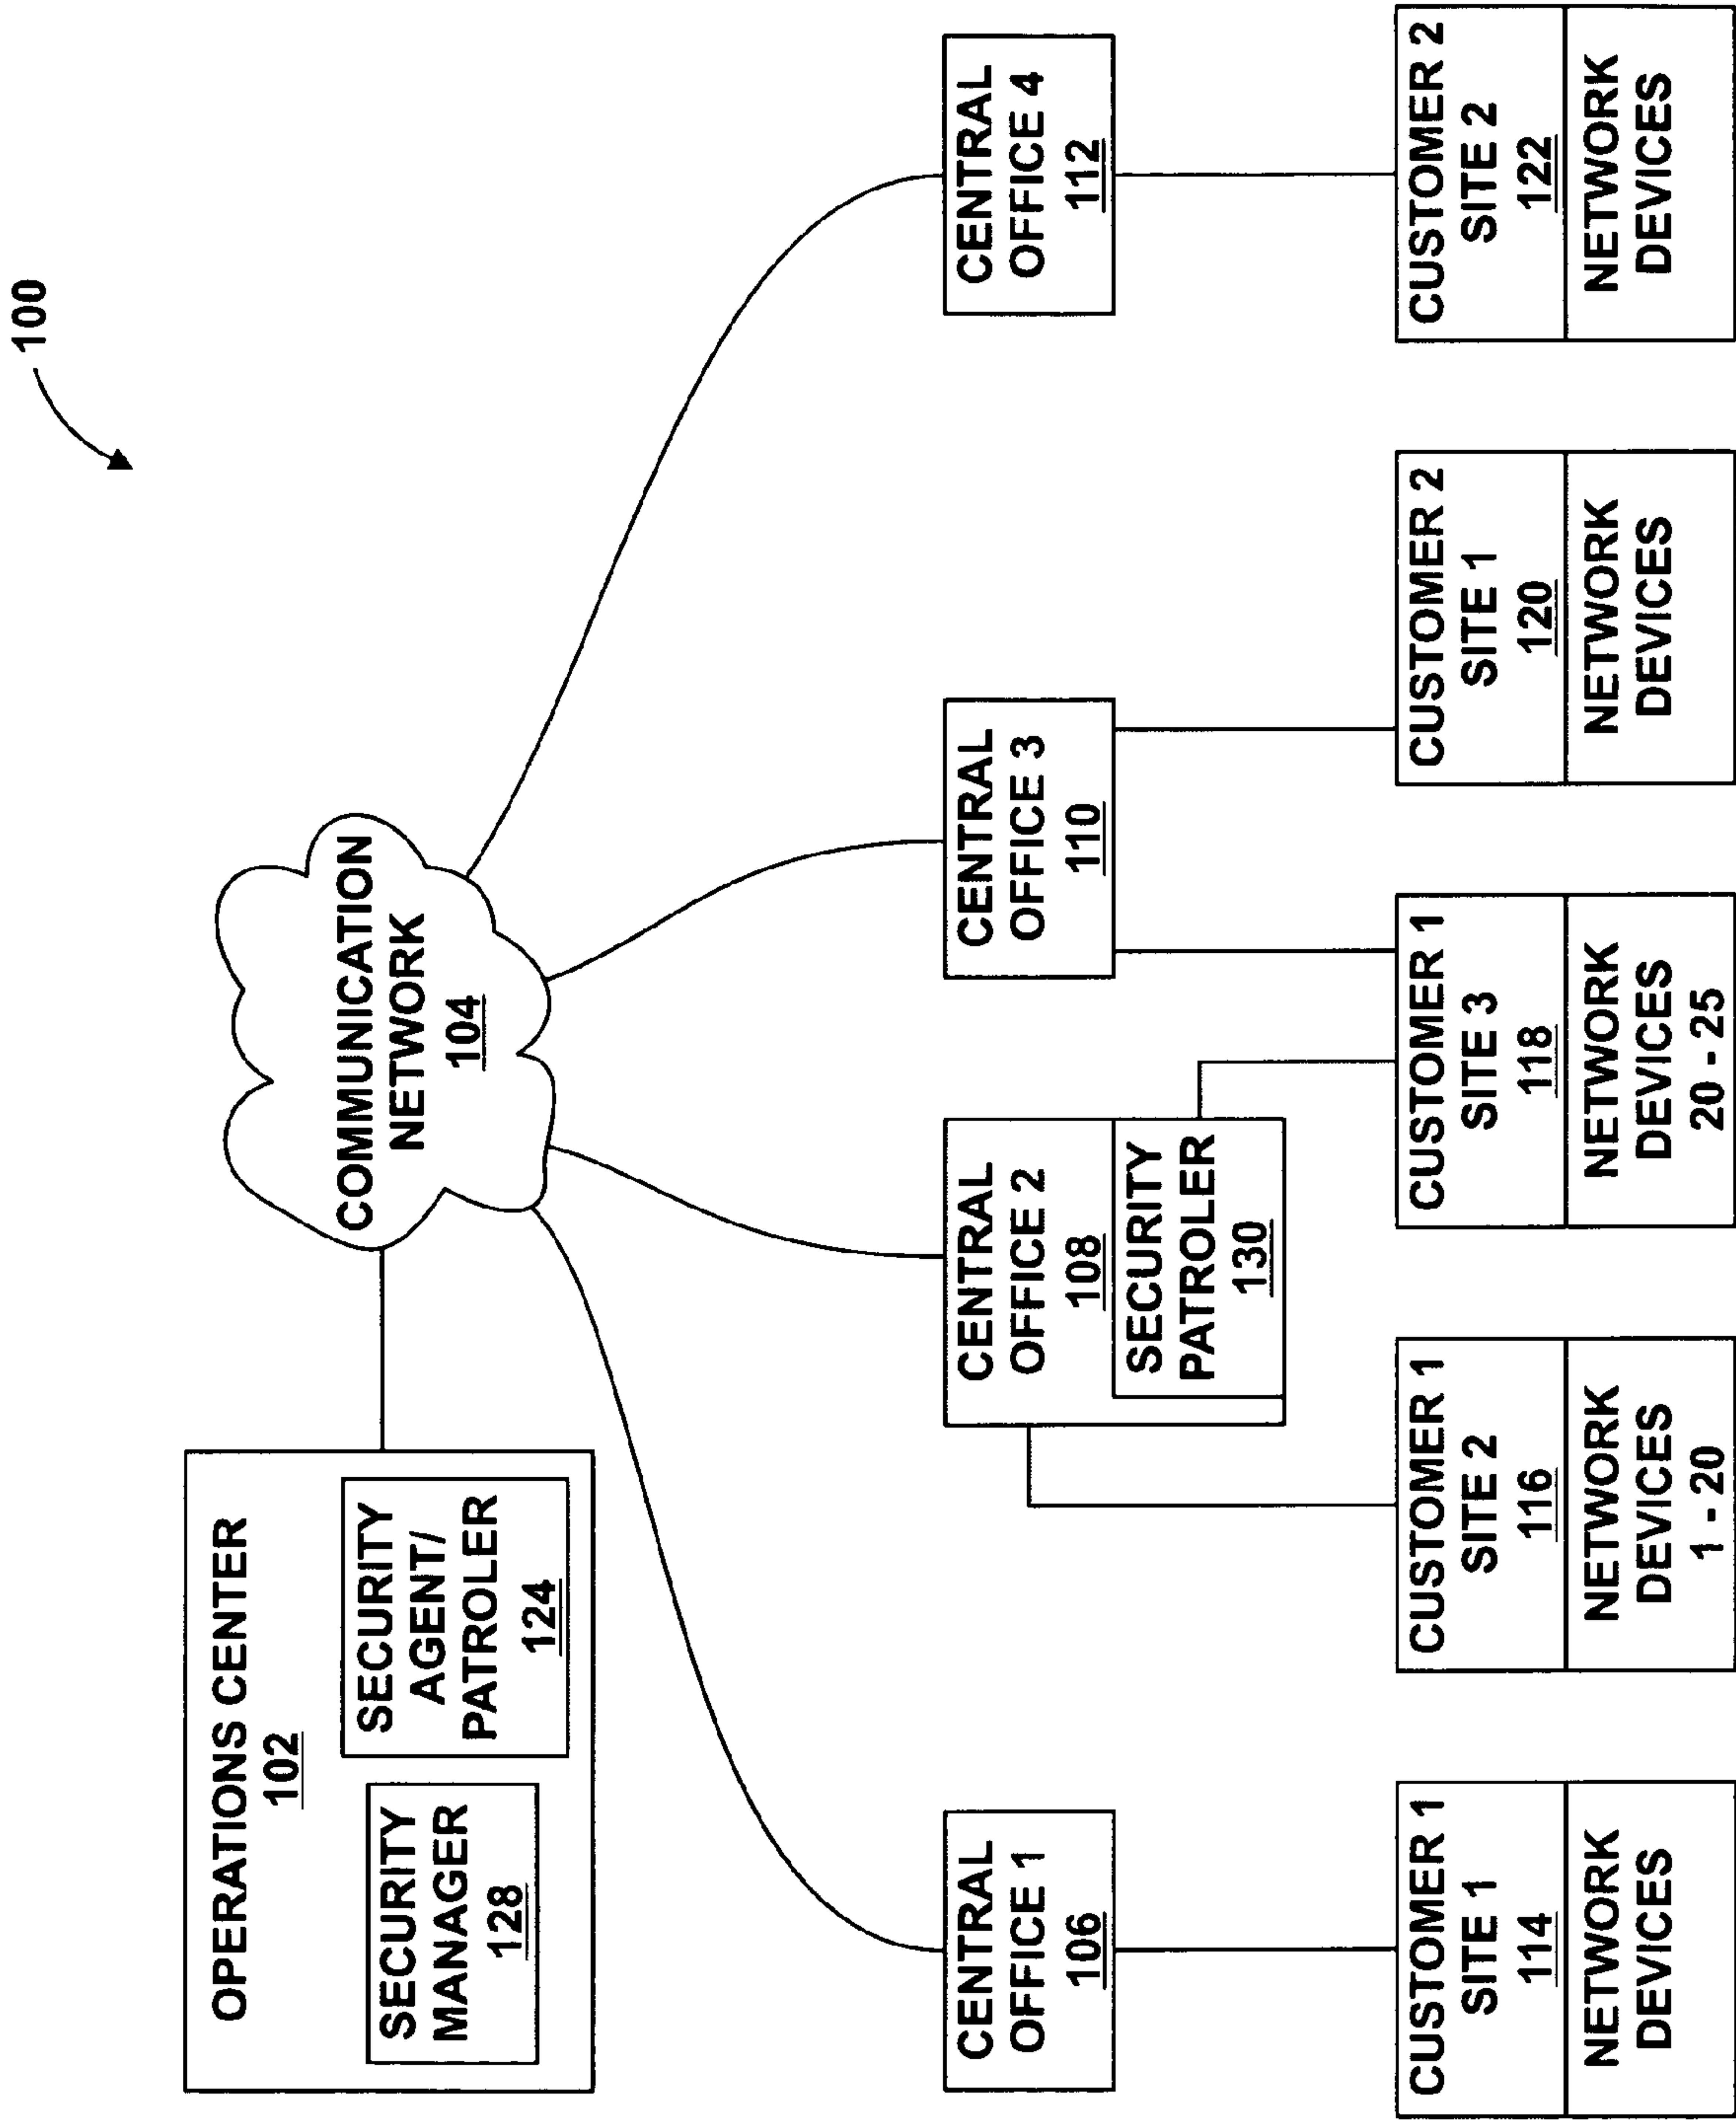 100
OPERATIONS CENTER
102
SECURITY
MANAGER
128
SECURITY
AGENT/
PATROLER
124
COMMUNICATION
NETWORK
104
CENTRAL
OFFICE 1
106
CENTRAL
OFFICE 2
108
SECURITY
PATROLER
130
CENTRAL
OFFICE 3
110
CENTRAL
OFFICE 4
112
CUSTOMER 1
SITE 1
114
NETWORK
DEVICES
CUSTOMER 1
SITE 2
116
NETWORK
DEVICES
1 - 20
CUSTOMER 1
SITE 3
118
NETWORK
DEVICES
20 - 25
CUSTOMER 2
SITE 1
120
NETWORK
DEVICES
CUSTOMER 2
SITE 2
122
NETWORK
DEVICES